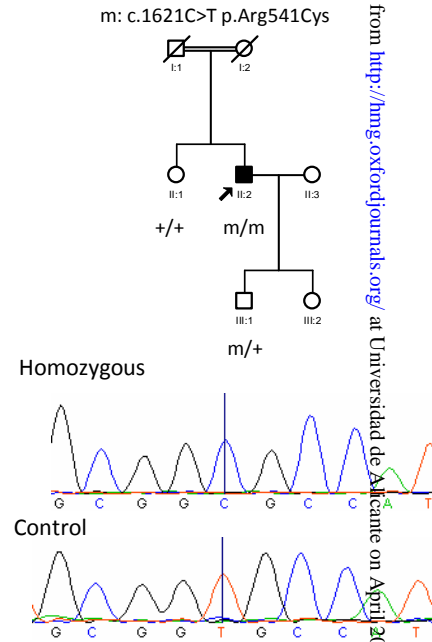 m: c.1621C>T p.Arg541Cys
I:1 I:2
II:1 II:2 II:3
+/+ m/m
III:1 III:2
m/+
Homozygous
G C G G C G C C A T
Control
G C G G T G C C A T
from http://hmg.oxfordjournals.org/ at Universidad de Alicante on April